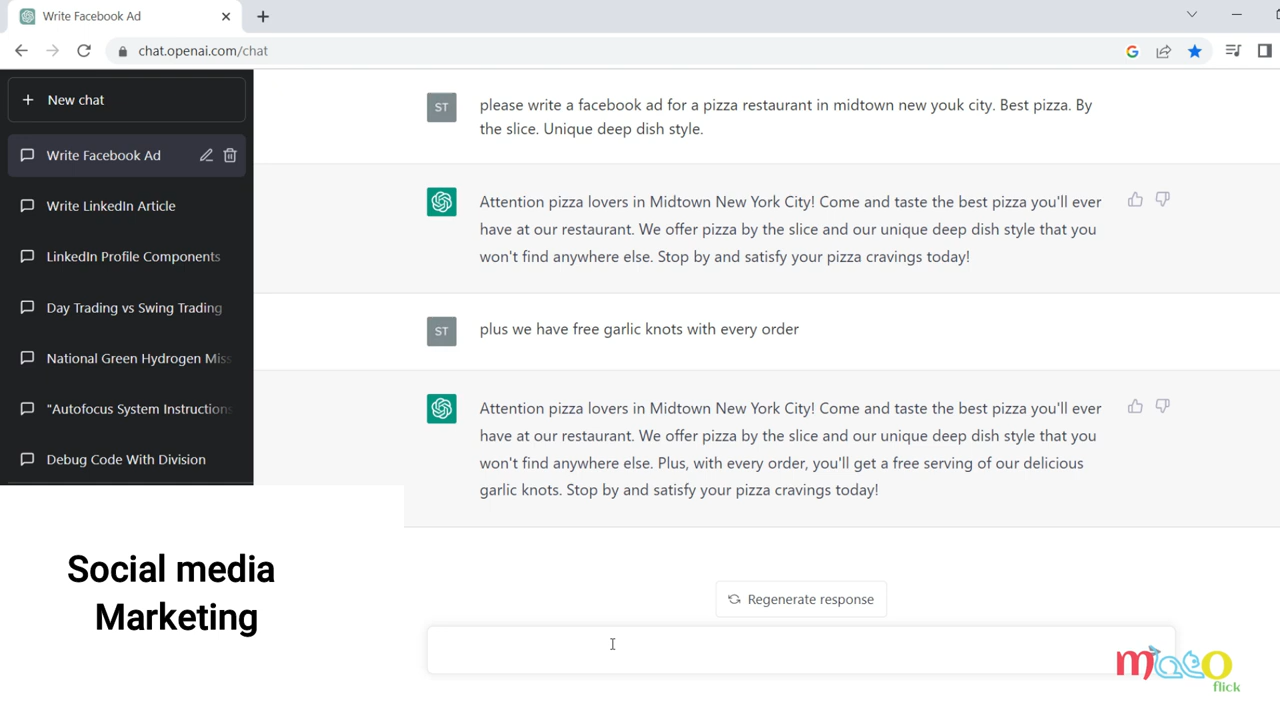 Write Facebook Ad
chat.openai.com/chat
New chat
Write Facebook Ad
Write LinkedIn Article
LinkedIn Profile Components
Day Trading vs Swing Trading
National Green Hydrogen Miss
"Autofocus System Instructions
Debug Code With Division
ST
please write a facebook ad for a pizza restaurant in midtown new youk city. Best pizza. By
the slice. Unique deep dish style.
Attention pizza lovers in Midtown New York City! Come and taste the best pizza you'll ever
have at our restaurant. We offer pizza by the slice and our unique deep dish style that you
won't find anywhere else. Stop by and satisfy your pizza cravings today!
ST
plus we have free garlic knots with every order
Attention pizza lovers in Midtown New York City! Come and taste the best pizza you'll ever
have at our restaurant. We offer pizza by the slice and our unique deep dish style that you
won't find anywhere else. Plus, with every order, you'll get a free serving of our delicious
garlic knots. Stop by and satisfy your pizza cravings today!
Social media
Marketing
Regenerate response
flick